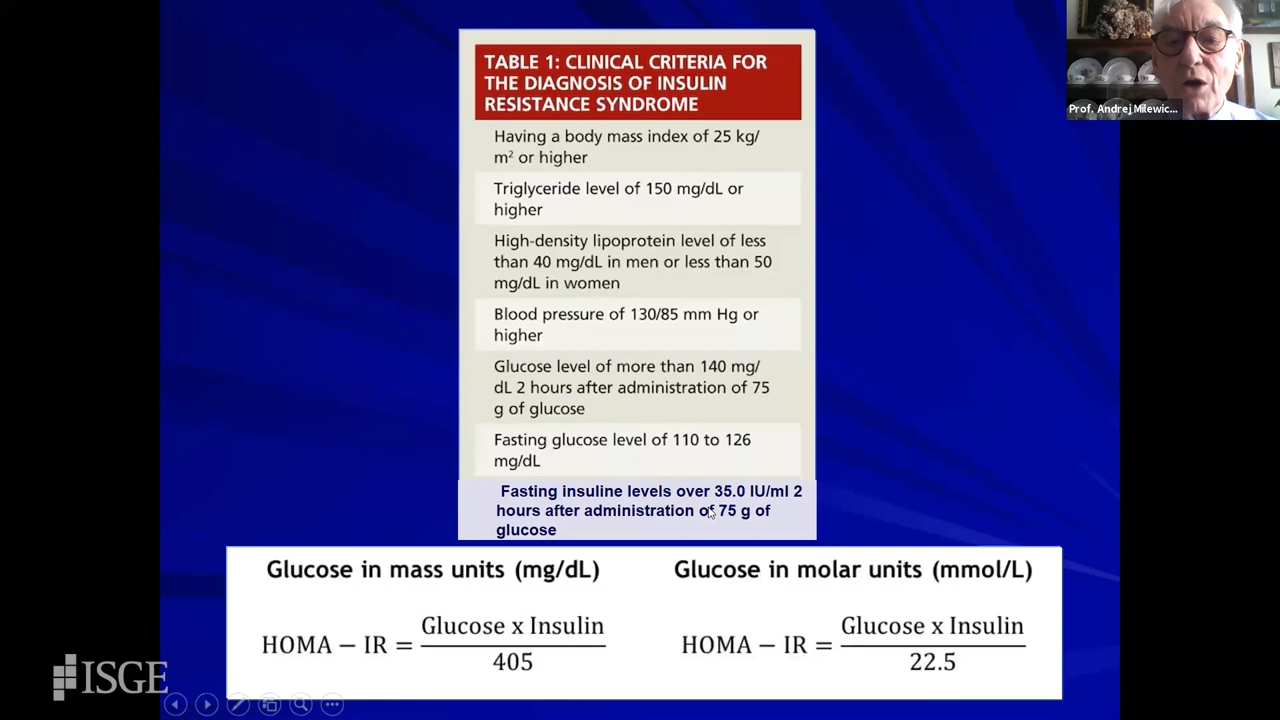 Prof. Andrej Milewic...
TABLE 1: CLINICAL CRITERIA FOR
THE DIAGNOSIS OF INSULIN
RESISTANCE SYNDROME
Having a body mass index of 25 kg/
m² or higher
Triglyceride level of 150 mg/dL or
higher
High-density lipoprotein level of less
than 40 mg/dL in men or less than 50
mg/dL in women
Blood pressure of 130/85 mm Hg or
higher
Glucose level of more than 140 mg/
dL 2 hours after administration of 75
g of glucose
Fasting glucose level of 110 to 126
mg/dL
Fasting insuline levels over 35.0 IU/ml 2
hours after administration of 75 g of
glucose
Glucose in mass units (mg/dL)
HOMA – IR = Glucose x Insulin / 405
Glucose in molar units (mmol/L)
HOMA – IR = Glucose x Insulin / 22.5
ISGE